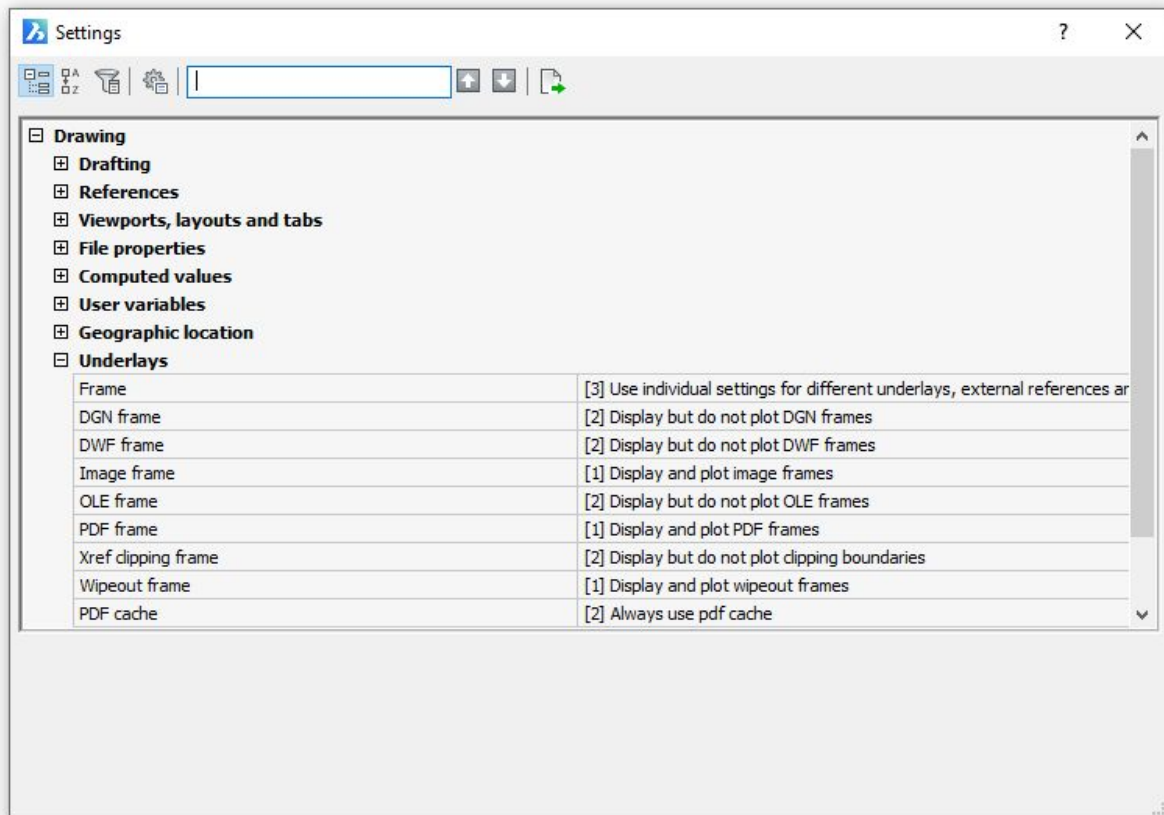 Settings
Drawing
Drafting
References
Viewports, layouts and tabs
File properties
Computed values
User variables
Geographic location
Underlays
Frame [3] Use individual settings for different underlays, external references ar
DGN frame [2] Display but do not plot DGN frames
DWF frame [2] Display but do not plot DWF frames
Image frame [1] Display and plot image frames
OLE frame [2] Display but do not plot OLE frames
PDF frame [1] Display and plot PDF frames
Xref clipping frame [2] Display but do not plot clipping boundaries
Wipeout frame [1] Display and plot wipeout frames
PDF cache [2] Always use pdf cache